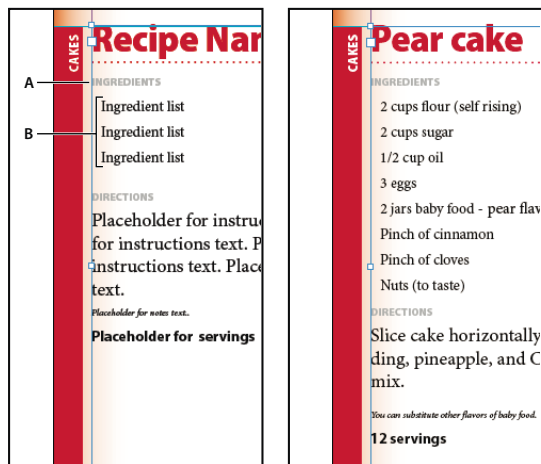 CAKES
Recipe Nar
A
INGREDIENTS
Ingredient list
B
Ingredient list
Ingredient list
DIRECTIONS
Placeholder for instru
for instructions text. P
instructions text. Place
text.
Placeholder for notes text..
Placeholder for servings
CAKES
Pear cake
INGREDIENTS
2 cups flour (self rising)
2 cups sugar
1/2 cup oil
3 eggs
2 jars baby food - pear flav
Pinch of cinnamon
Pinch of cloves
Nuts (to taste)
DIRECTIONS
Slice cake horizontally
ding, pineapple, and C
mix.
You can substitute other flavors of baby food.
12 servings